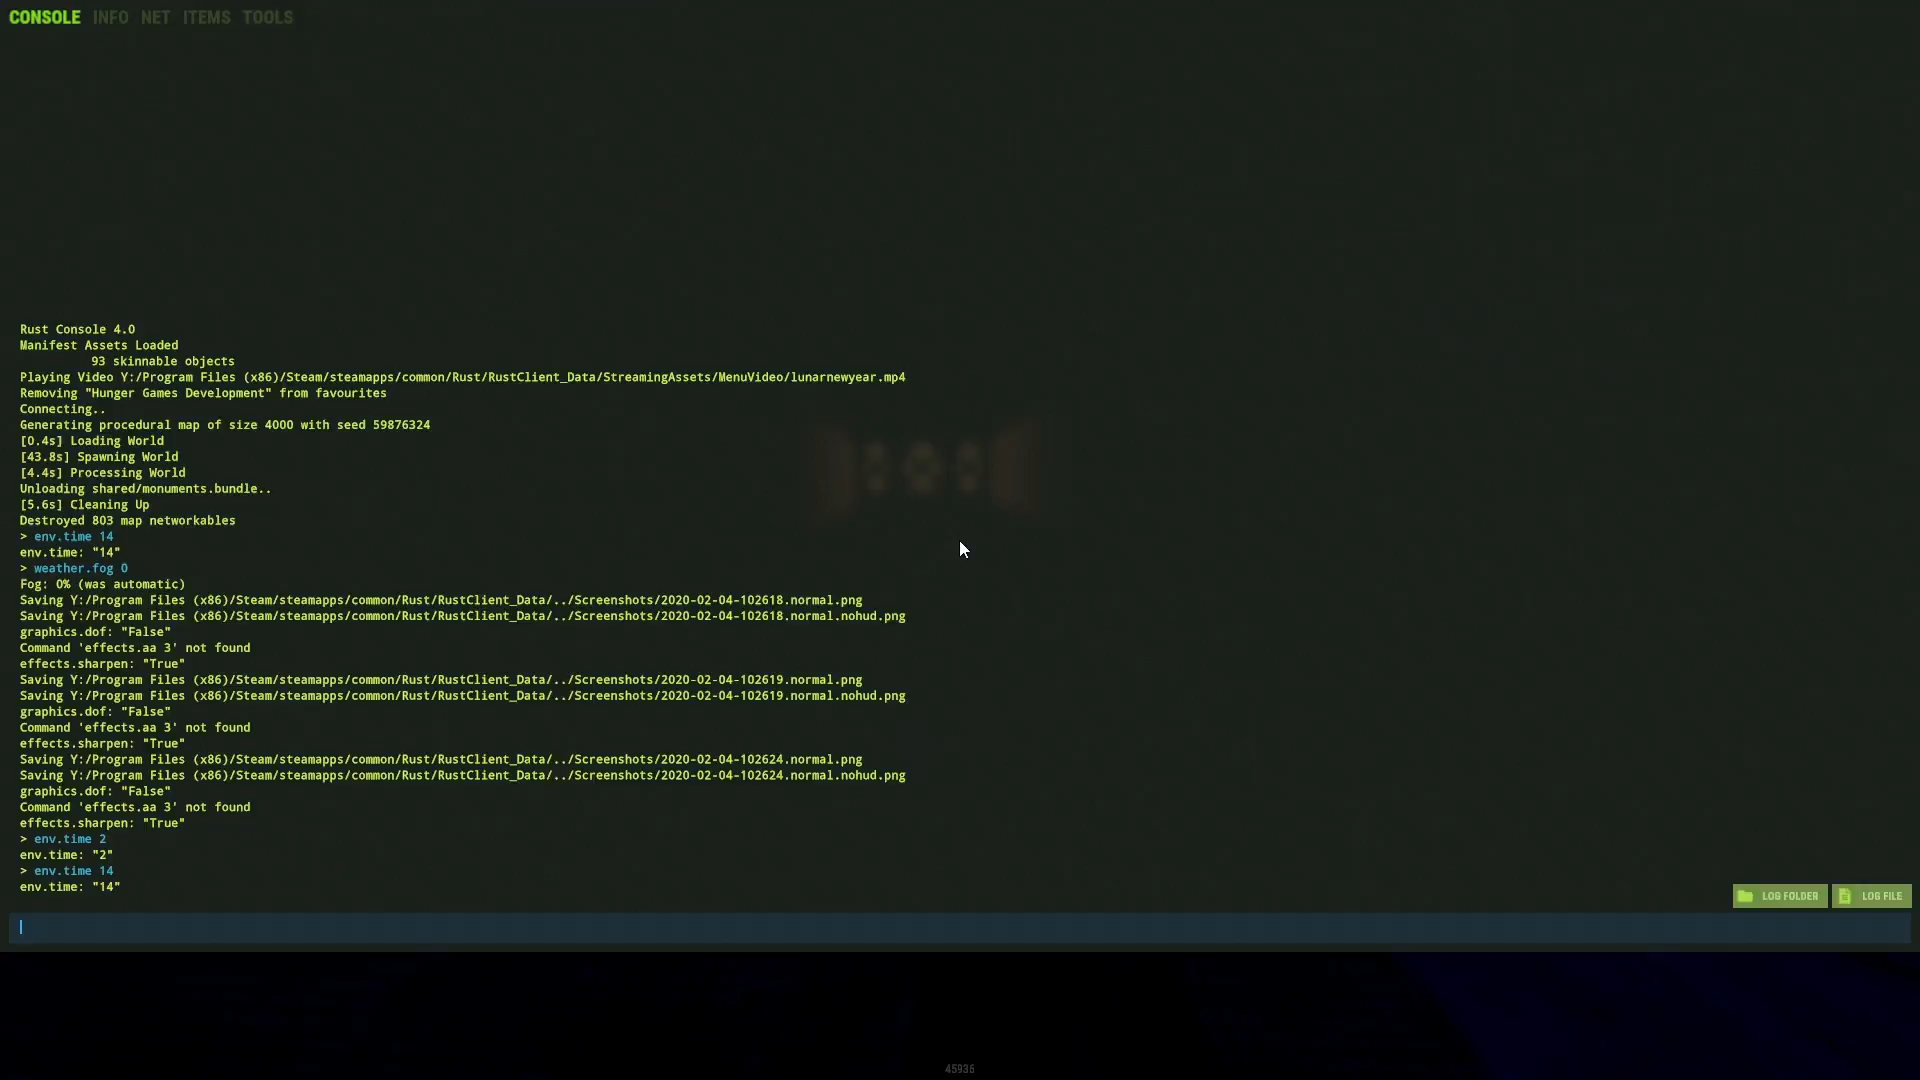 CONSOLE INFO NET ITEMS TOOLS
Rust Console 4.0
Manifest Assets Loaded
93 skinnable objects
Playing Video Y:/Program Files (x86)/Steam/steamapps/common/Rust/RustClient_Data/StreamingAssets/MenuVideo/lunarnewyear.mp4
Removing "Hunger Games Development" from favourites
Connecting..
Generating procedural map of size 4000 with seed 59876324
[0.4s] Loading World
[43.8s] Spawning World
[4.4s] Processing World
Unloading shared/monuments.bundle..
[5.6s] Cleaning Up
Destroyed 803 map networkables
> env.time 14
env.time: "14"
> weather.fog 0
Fog: 0% (was automatic)
Saving Y:/Program Files (x86)/Steam/steamapps/common/Rust/RustClient_Data/../Screenshots/2020-02-04-102618.normal.png
Saving Y:/Program Files (x86)/Steam/steamapps/common/Rust/RustClient_Data/../Screenshots/2020-02-04-102618.normal.nohud.png
graphics.dof: "False"
Command 'effects.aa 3' not found
effects.sharpen: "True"
Saving Y:/Program Files (x86)/Steam/steamapps/common/Rust/RustClient_Data/../Screenshots/2020-02-04-102619.normal.png
Saving Y:/Program Files (x86)/Steam/steamapps/common/Rust/RustClient_Data/../Screenshots/2020-02-04-102619.normal.nohud.png
graphics.dof: "False"
Command 'effects.aa 3' not found
effects.sharpen: "True"
Saving Y:/Program Files (x86)/Steam/steamapps/common/Rust/RustClient_Data/../Screenshots/2020-02-04-102624.normal.png
Saving Y:/Program Files (x86)/Steam/steamapps/common/Rust/RustClient_Data/../Screenshots/2020-02-04-102624.normal.nohud.png
graphics.dof: "False"
Command 'effects.aa 3' not found
effects.sharpen: "True"
> env.time 2
env.time: "2"
> env.time 14
env.time: "14"
LOG FOLDER LOG FILE
45936